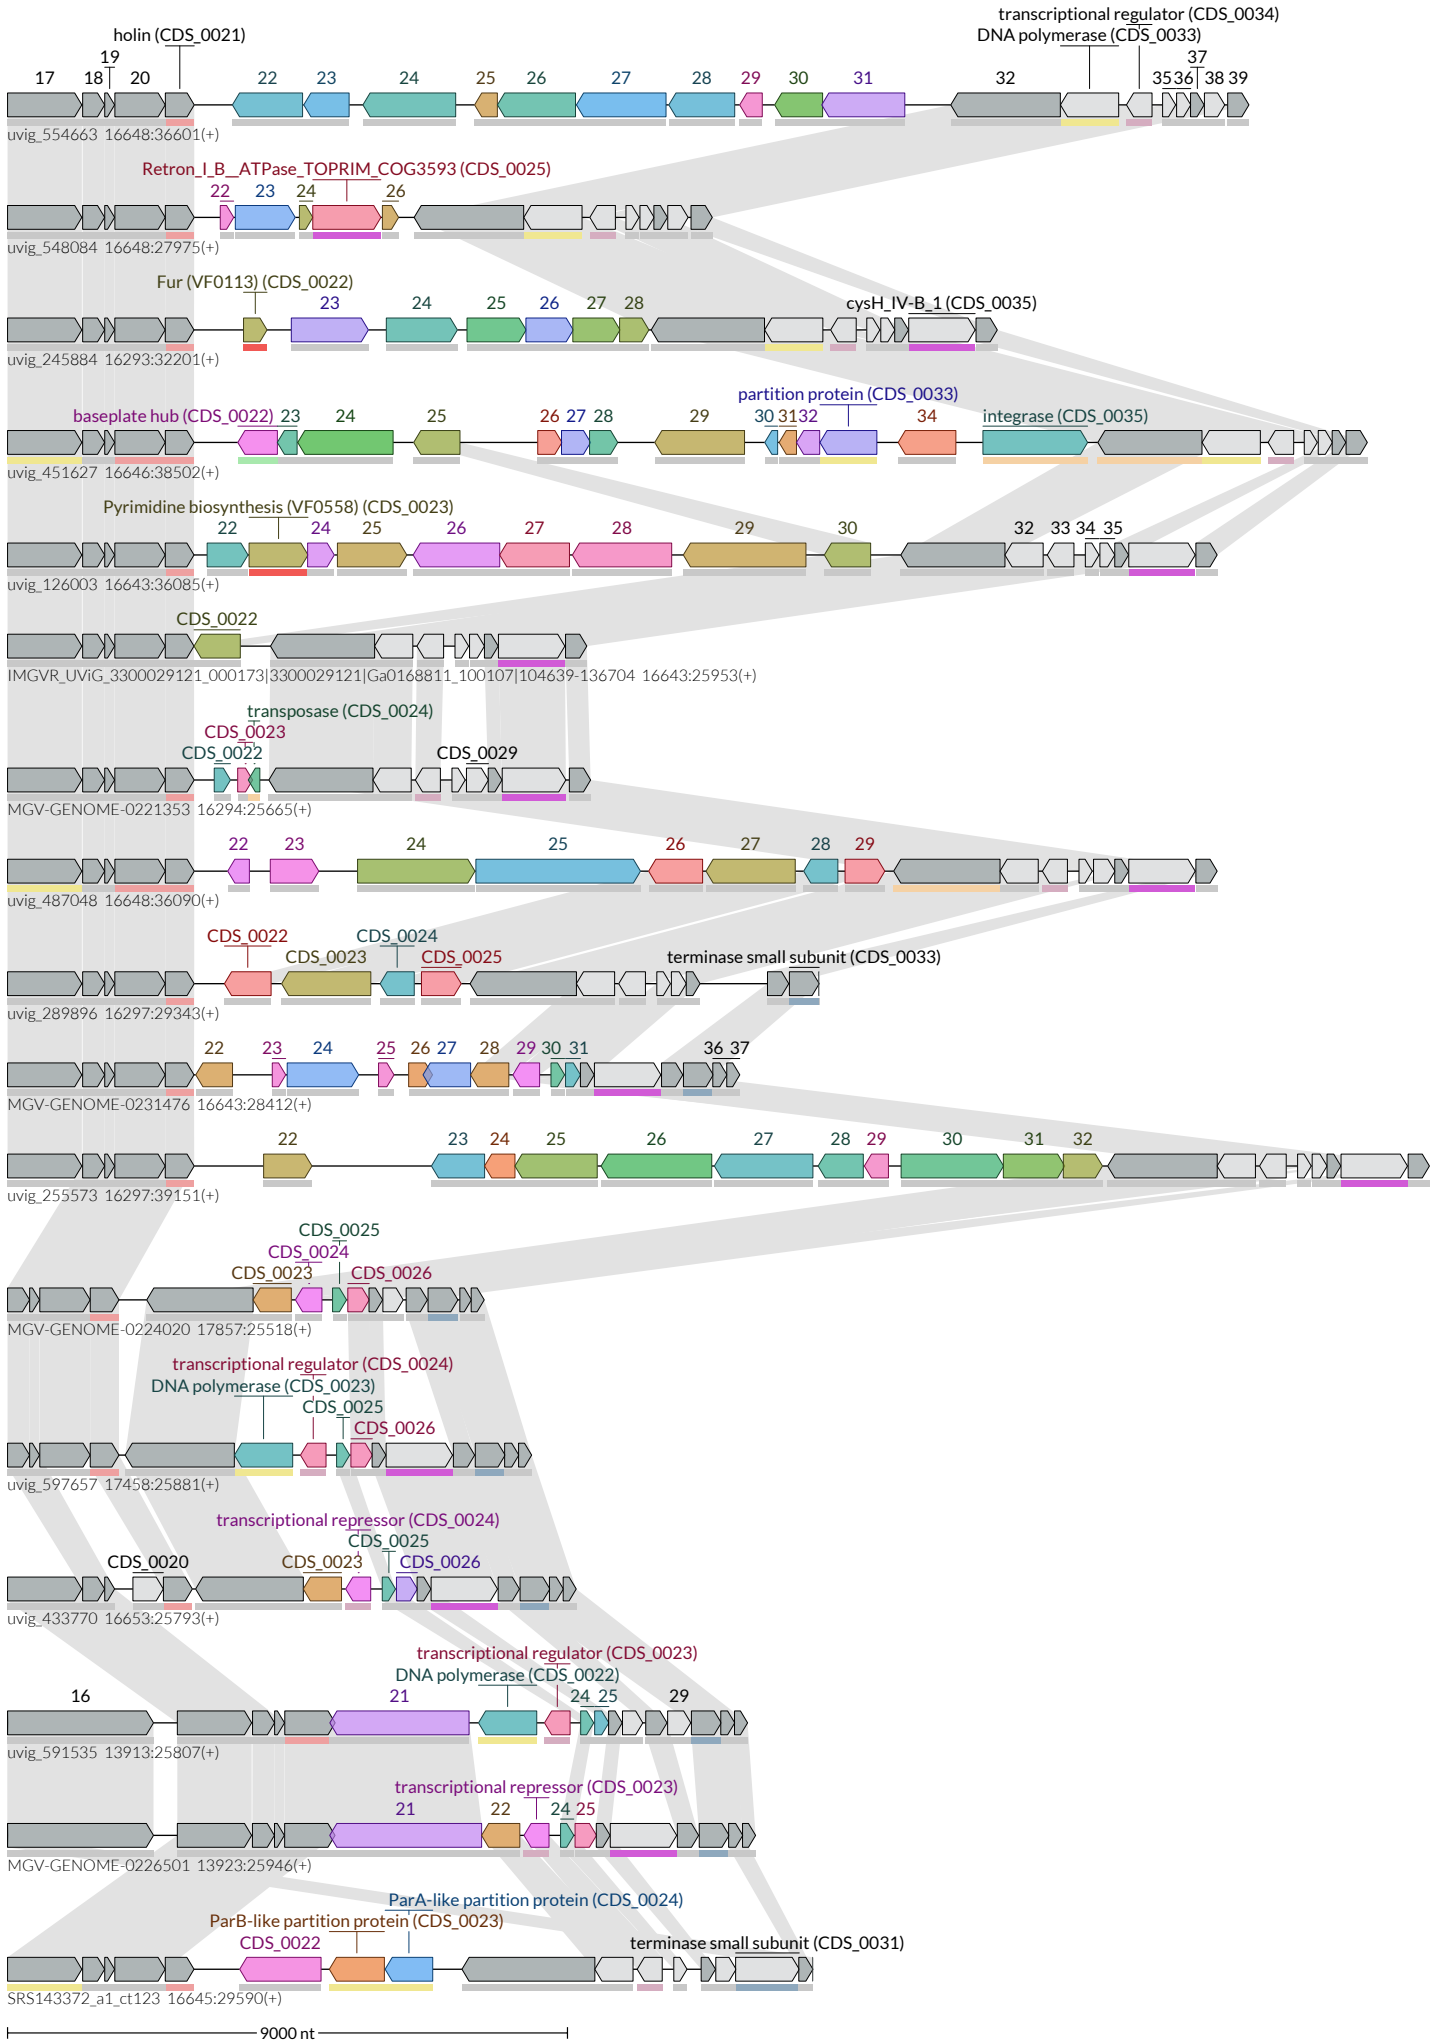 transcriptional regulator (CDS_0034)
holin (CDS_0021) DNA polymerase (CDS_0033)
19 37
17 18 20 22 23 24 25 26 27 28 29 30 31 32 35 36 38 39
uvig_554663 16648:36601(+)
Retron_I_B__ATPase_TOPRIM_COG3593 (CDS_0025)
22 23 24 26
uvig_548084 16648:27975(+)
Fur (VF0113) (CDS_0022)
23 24 25 26 27 28 cysH_IV-B_1 (CDS_0035)
uvig_245884 16293:32201(+)
partition protein (CDS_0033)
baseplate hub (CDS_0022) 23 24 25 26 27 28 29 30 31 32 34 integrase (CDS_0035)
uvig_451627 16646:38502(+)
Pyrimidine biosynthesis (VF0558) (CDS_0023)
22 24 25 26 27 28 29 30 32 33 34 35
uvig_126003 16643:36085(+)
CDS_0022
IMGVR_UViG_3300029121_000173|3300029121|Ga0168811_100107|104639-136704 16643:25953(+)
transposase (CDS_0024)
CDS_0023
CDS_0022 CDS_0029
MGV-GENOME-0221353 16294:25665(+)
22 23 24 25 26 27 28 29
uvig_487048 16648:36090(+)
CDS_0022 CDS_0024
CDS_0023 CDS_0025 terminase small subunit (CDS_0033)
uvig_289896 16297:29343(+)
22 23 24 25 26 27 28 29 30 31 36 37
MGV-GENOME-0231476 16643:28412(+)
22 23 24 25 26 27 28 29 30 31 32
uvig_255573 16297:39151(+)
CDS_0025
CDS_0024
CDS_0023 CDS_0026
MGV-GENOME-0224020 17857:25518(+)
transcriptional regulator (CDS_0024)
DNA polymerase (CDS_0023)
CDS_0025
CDS_0026
uvig_597657 17458:25881(+)
transcriptional repressor (CDS_0024)
CDS_0025
CDS_0020 CDS_0023 CDS_0026
uvig_433770 16653:25793(+)
transcriptional regulator (CDS_0023)
DNA polymerase (CDS_0022)
16 21 24 25 29
uvig_591535 13913:25807(+)
transcriptional repressor (CDS_0023)
21 22 24 25
MGV-GENOME-0226501 13923:25946(+)
ParA-like partition protein (CDS_0024)
ParB-like partition protein (CDS_0023)
CDS_0022 terminase small subunit (CDS_0031)
SRS143372_a1_ct123 16645:29590(+)
9000 nt